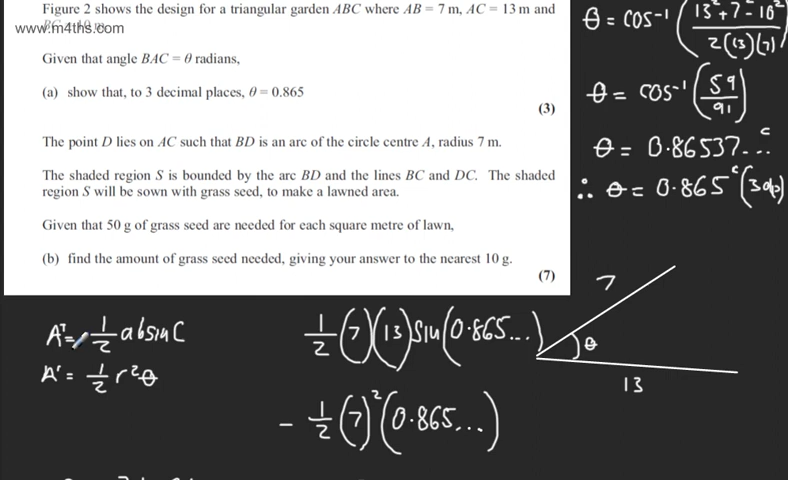 Figure 2 shows the design for a triangular garden ABC where AB = 7 m, AC = 13 m and
www.m4ths.com
Given that angle BAC = θ radians,
(a) show that, to 3 decimal places, θ = 0.865
(3)
The point D lies on AC such that BD is an arc of the circle centre A, radius 7 m.
The shaded region S is bounded by the arc BD and the lines BC and DC. The shaded
region S will be sown with grass seed, to make a lawned area.
Given that 50 g of grass seed are needed for each square metre of lawn,
(b) find the amount of grass seed needed, giving your answer to the nearest 10 g.
(7)
θ = cos⁻¹ (13² + 7² - 10² / 2(13)(7))
θ = cos⁻¹ (59/91)
θ = 0.86537...ᶜ
∴ θ = 0.865ᶜ (3dp)
A' = 1/2 absinC
A' = 1/2 r²θ
1/2 (7)(13)sin(0.865...)
- 1/2 (7)² (0.865...)
7
θ
13